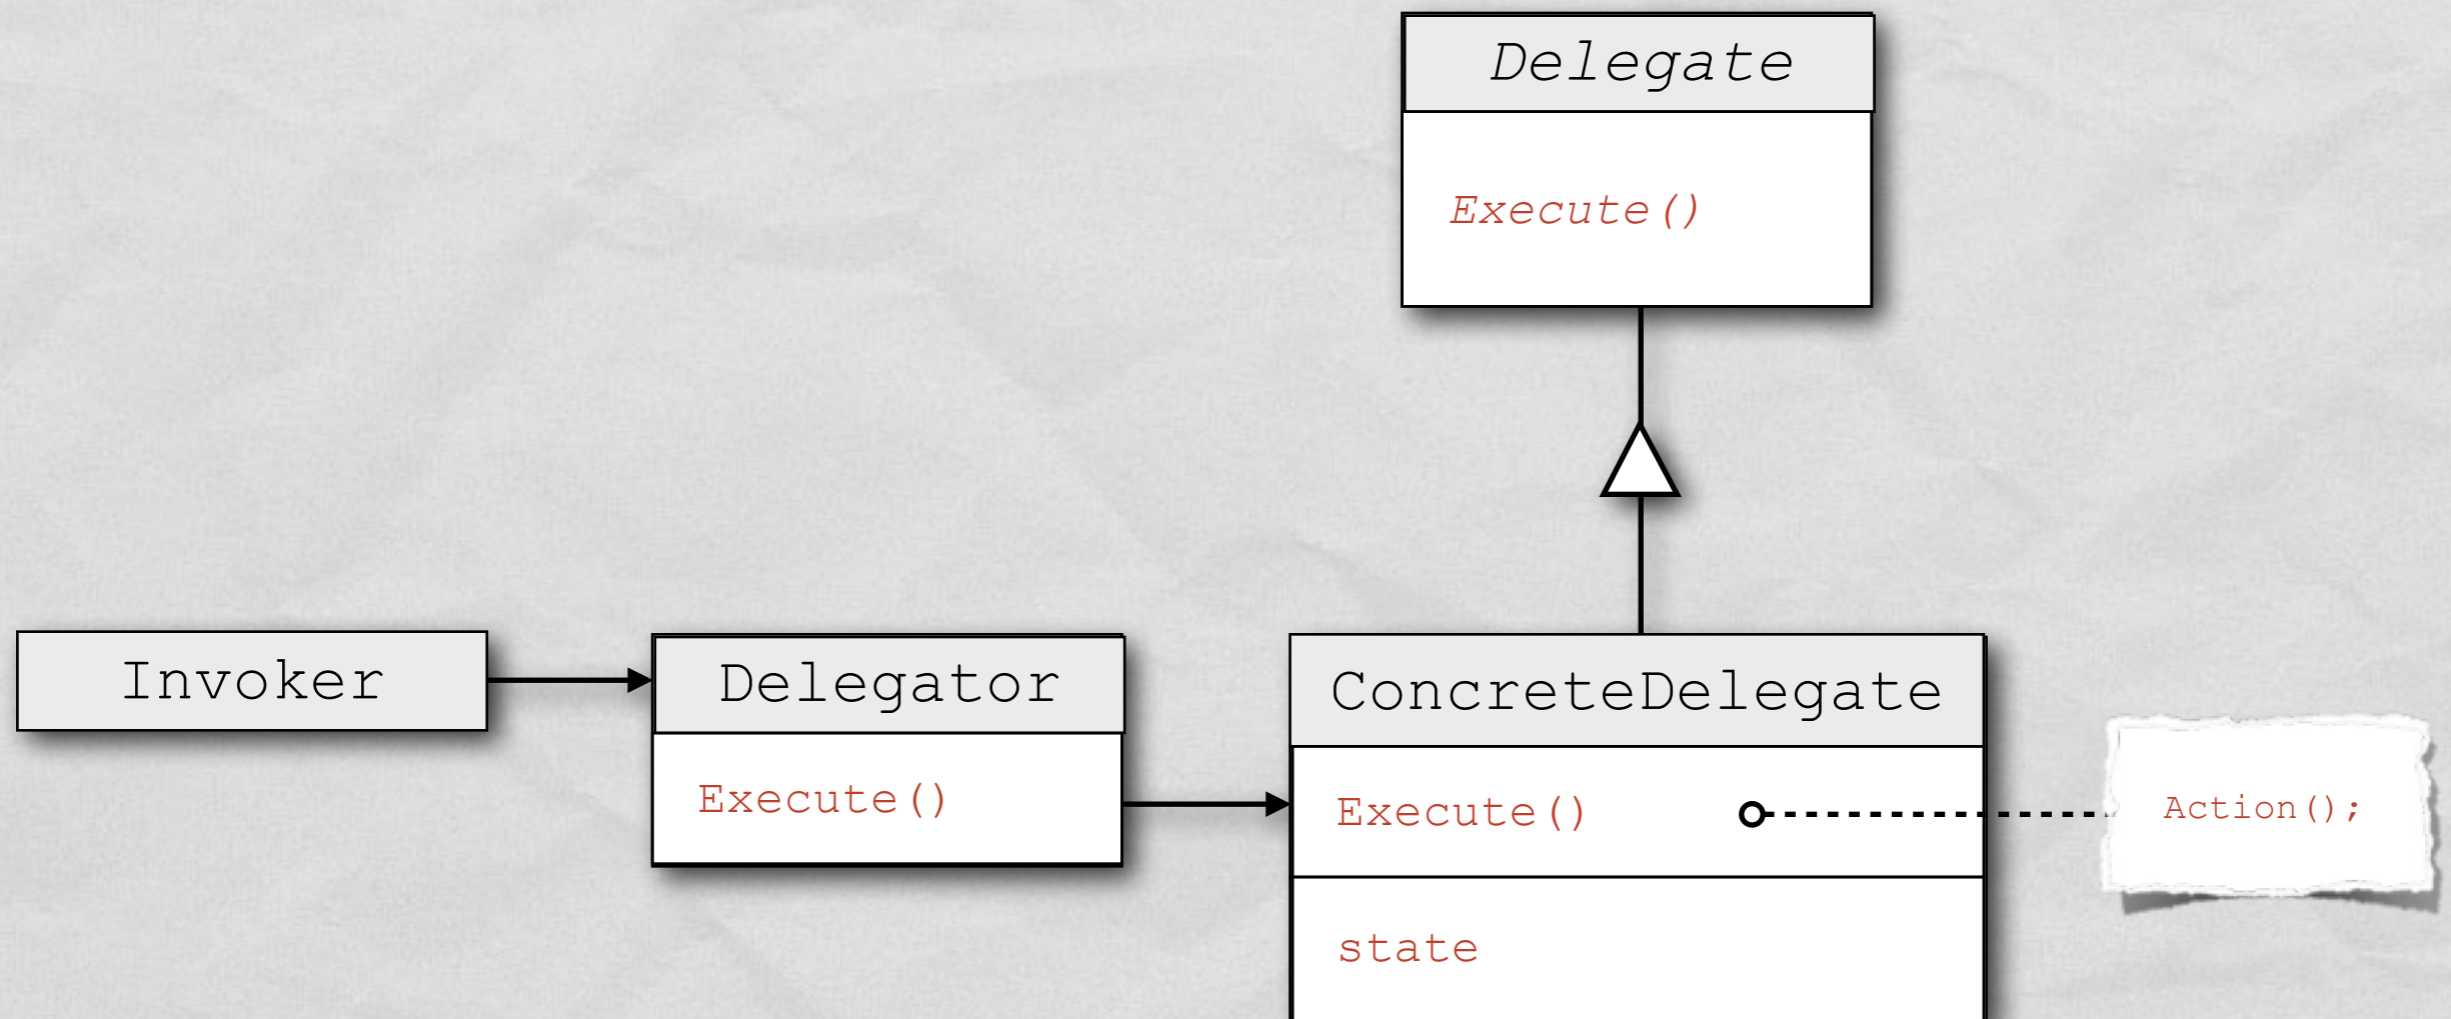 Delegate
Execute()
Invoker
Delegator
Execute()
ConcreteDelegate
Execute()
state
Action();